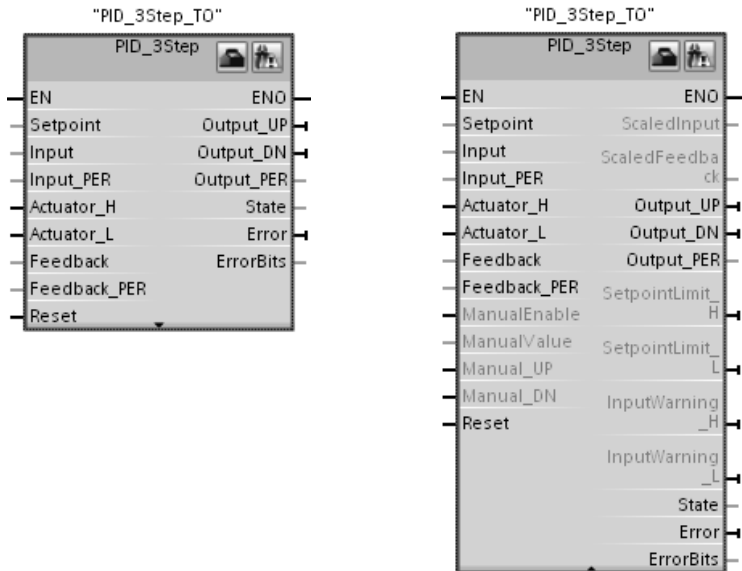 "PID_3Step_TO"
PID_3Step
EN
ENO
Setpoint
Output_UP
Input
Output_DN
Input_PER
Output_PER
Actuator_H
State
Actuator_L
Error
Feedback
ErrorBits
Feedback_PER
Reset
"PID_3Step_TO"
PID_3Step
EN
ENO
Setpoint
ScaledInput
Input
ScaledFeedba
ck
Input_PER
Actuator_H
Output_UP
Actuator_L
Output_DN
Feedback
Output_PER
Feedback_PER
SetpointLimit_
H
ManualEnable
ManualValue
SetpointLimit_
L
Manual_UP
Manual_DN
InputWarning
_H
Reset
InputWarning
_L
State
Error
ErrorBits